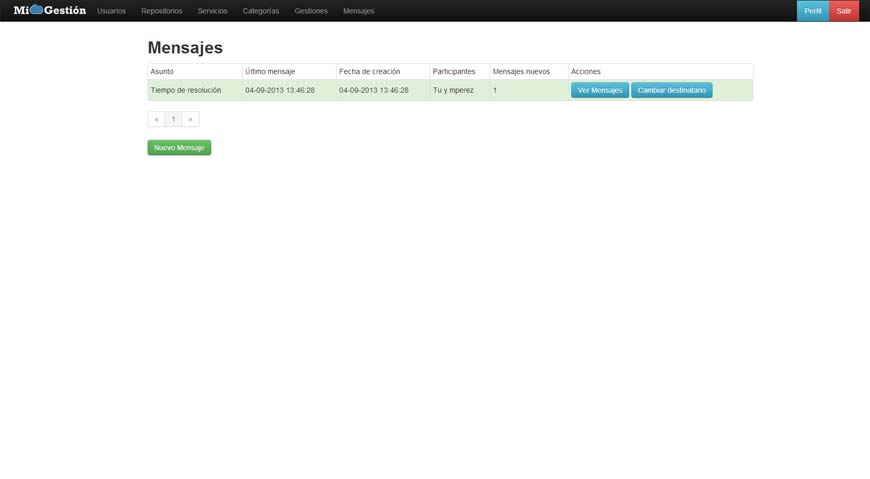 MiGestión Usuarios Repositorios Servicios Categorías Gestiones Mensajes Perfil Salir
Mensajes
Asunto Último mensaje Fecha de creación Participantes Mensajes nuevos Acciones
Tiempo de resolución 04-09-2013 13:46:28 04-09-2013 13:46:28 Tu y mperez 1 Ver Mensajes Cambiar destinatario
« 1 »
Nuevo Mensaje